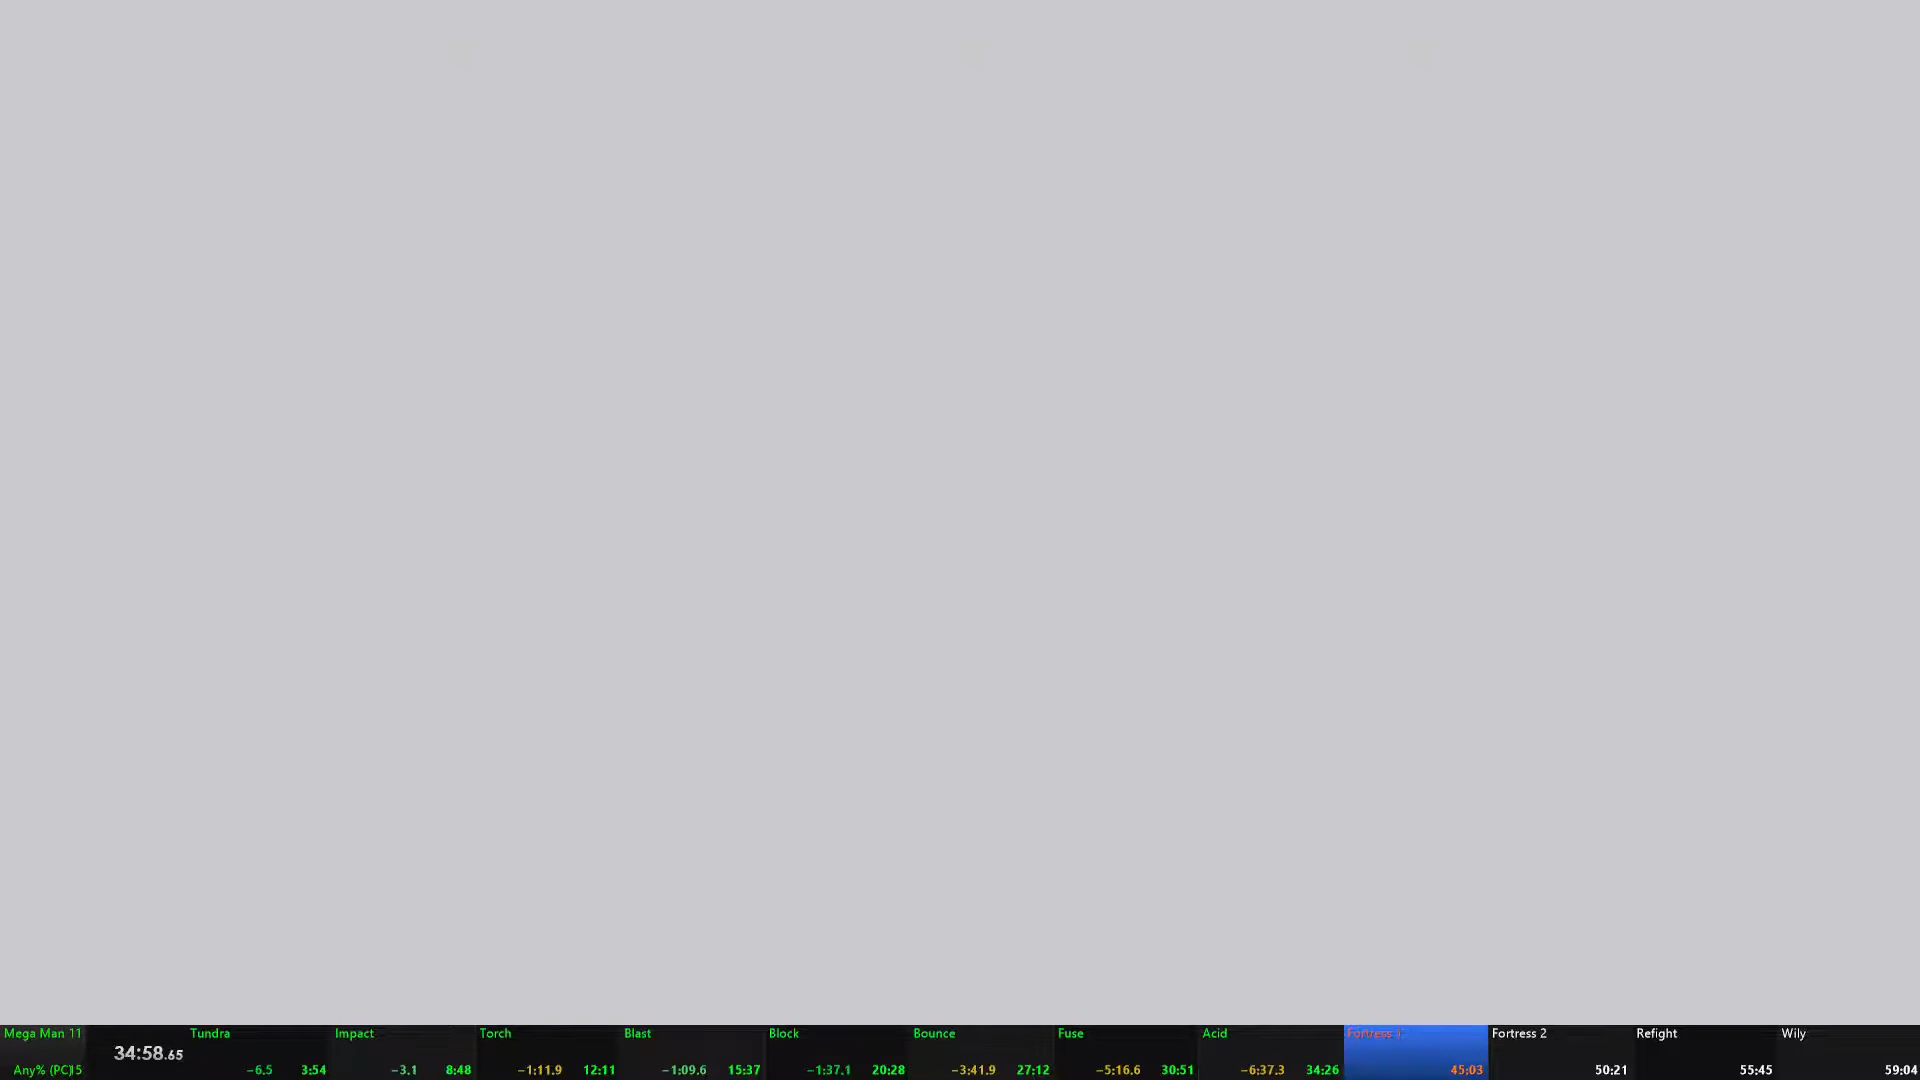 Mega Man 11
Any% (PC)15
34:58.65
Tundra
−6.5 3:54
Impact
−3.1 8:48
Torch
−1:11.9 12:11
Blast
−1:09.6 15:37
Block
−1:37.1 20:28
Bounce
−3:41.9 27:12
Fuse
−5:16.6 30:51
Acid
−6:37.3 34:26
Fortress 1
45:03
Fortress 2
50:21
Refight
55:45
Wily
59:04